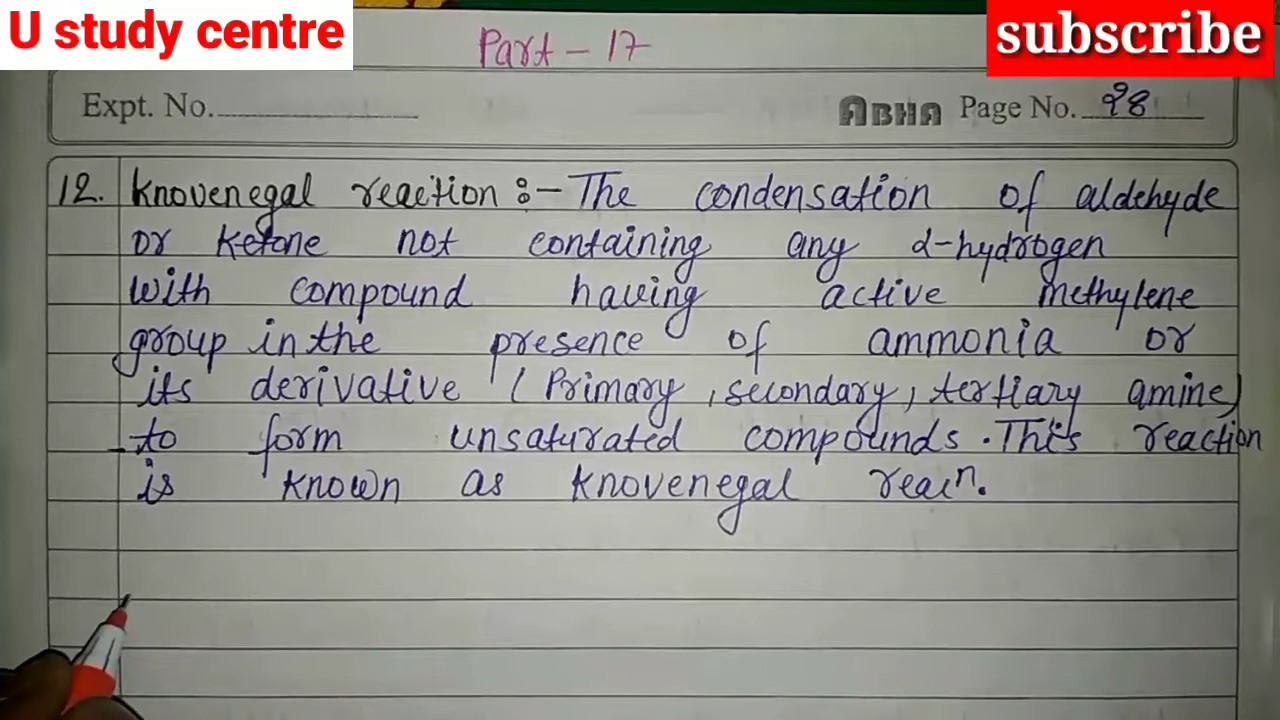 U study centre
Part - 17
subscribe
Expt. No.
ABHA Page No. 28
12. Knovenegal reaction :- The condensation of aldehyde
or ketone not containing any α-hydrogen
with compound having active methylene
group in the presence of ammonia or
its derivative (Primary, secondary, tertiary amine)
to form unsaturated compounds. This reaction
is known as knovenegal reacn.